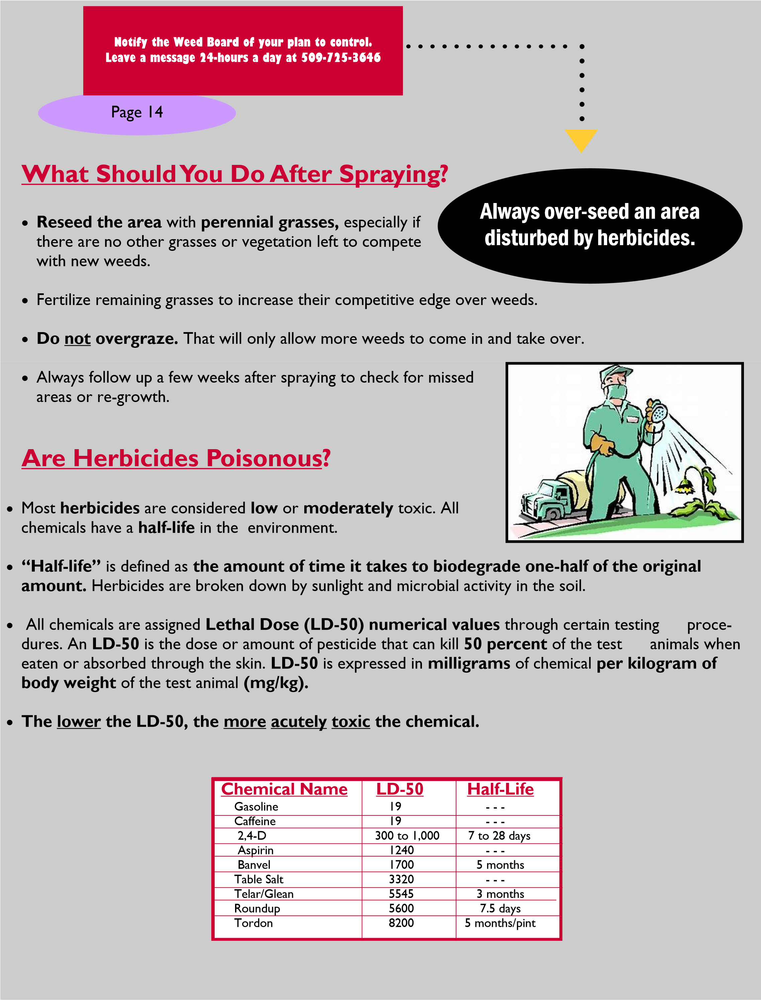 Notify the Weed Board of your plan to control.
Leave a message 24-hours a day at 509-725-3646
Page 14
What Should You Do After Spraying?
Always over-seed an area
disturbed by herbicides.
• Reseed the area with perennial grasses, especially if
there are no other grasses or vegetation left to compete
with new weeds.
• Fertilize remaining grasses to increase their competitive edge over weeds.
• Do not overgraze. That will only allow more weeds to come in and take over.
• Always follow up a few weeks after spraying to check for missed
areas or re-growth.
Are Herbicides Poisonous?
• Most herbicides are considered low or moderately toxic. All
chemicals have a half-life in the environment.
• “Half-life” is defined as the amount of time it takes to biodegrade one-half of the original
amount. Herbicides are broken down by sunlight and microbial activity in the soil.
• All chemicals are assigned Lethal Dose (LD-50) numerical values through certain testing proce-
dures. An LD-50 is the dose or amount of pesticide that can kill 50 percent of the test animals when
eaten or absorbed through the skin. LD-50 is expressed in milligrams of chemical per kilogram of
body weight of the test animal (mg/kg).
• The lower the LD-50, the more acutely toxic the chemical.
Chemical Name LD-50 Half-Life
Gasoline 19 - - -
Caffeine 19 - - -
2,4-D 300 to 1,000 7 to 28 days
Aspirin 1240 - - -
Banvel 1700 5 months
Table Salt 3320 - - -
Telar/Glean 5545 3 months
Roundup 5600 7.5 days
Tordon 8200 5 months/pint